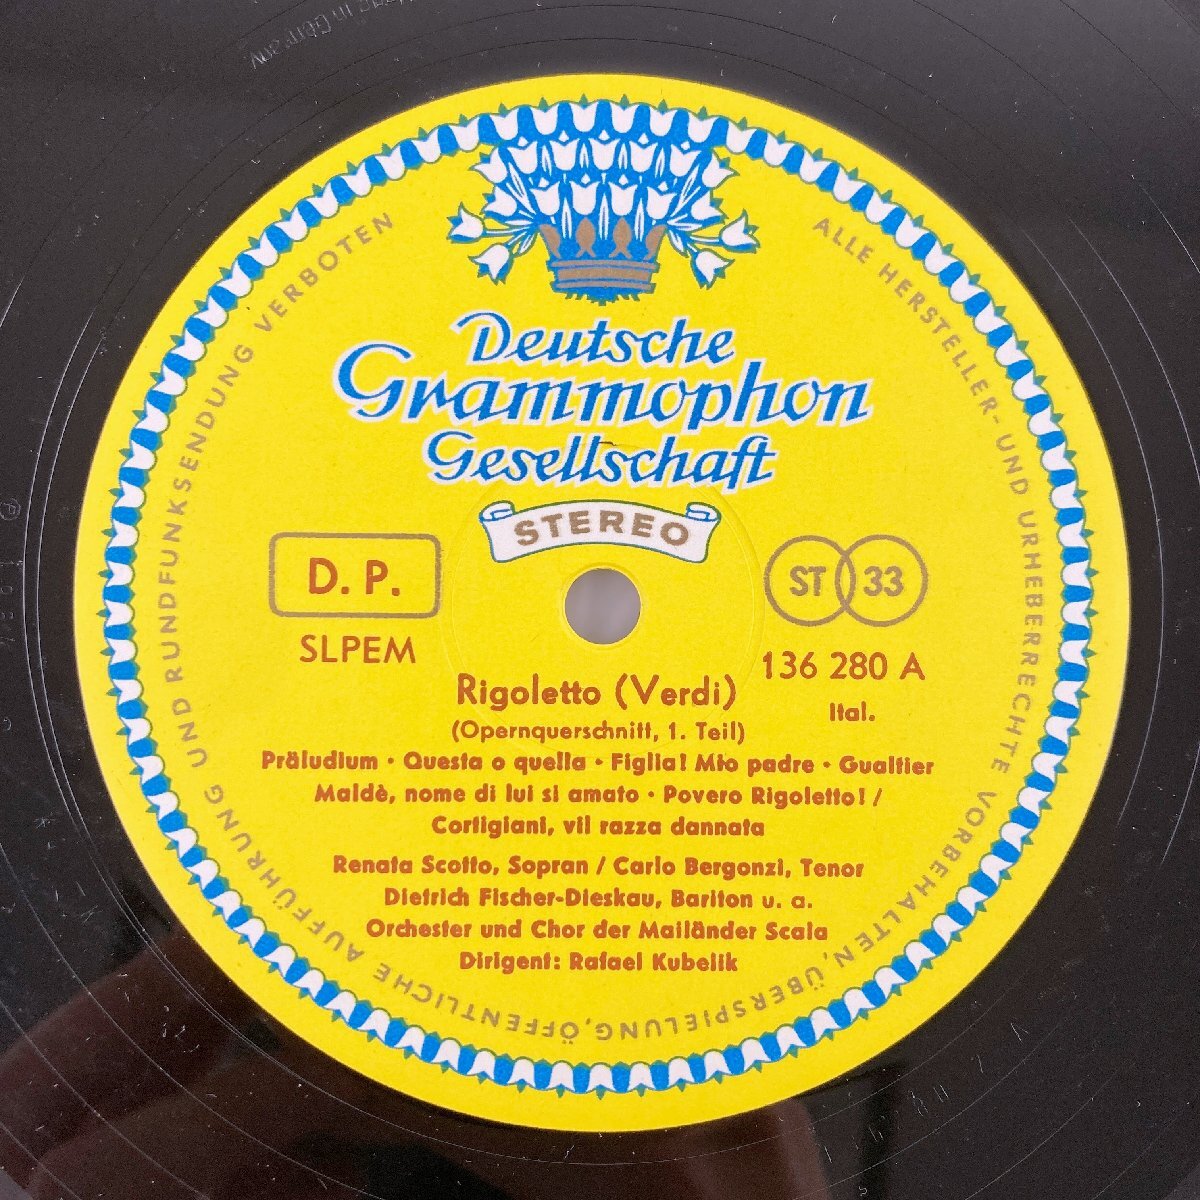 Deutsche
Grammophon
Gesellschaft
STEREO
D. P.
SLPEM
ST 33
136 280 A
Ital.
Rigoletto (Verdi)
(Opernquerschnitt, 1. Teil)
Präludium · Questa o quella · Figlia! Mio padre · Gualtier
Maldè, nome di lui si amato · Povero Rigoletto! /
Cortigiani, vil razza dannata
Renata Scotto, Sopran / Carlo Bergonzi, Tenor
Dietrich Fischer-Dieskau, Bariton u. a.
Orchester und Chor der Mailänder Scala
Dirigent: Rafael Kubelik
ALLE HERSTELLER- UND URHEBERRECHTE VORBEHALTEN, ÜBERSPIELUNG, ÖFFENTLICHE AUFFÜHRUNG UND RUNDFUNKSENDUNG VERBOTEN
in Germany